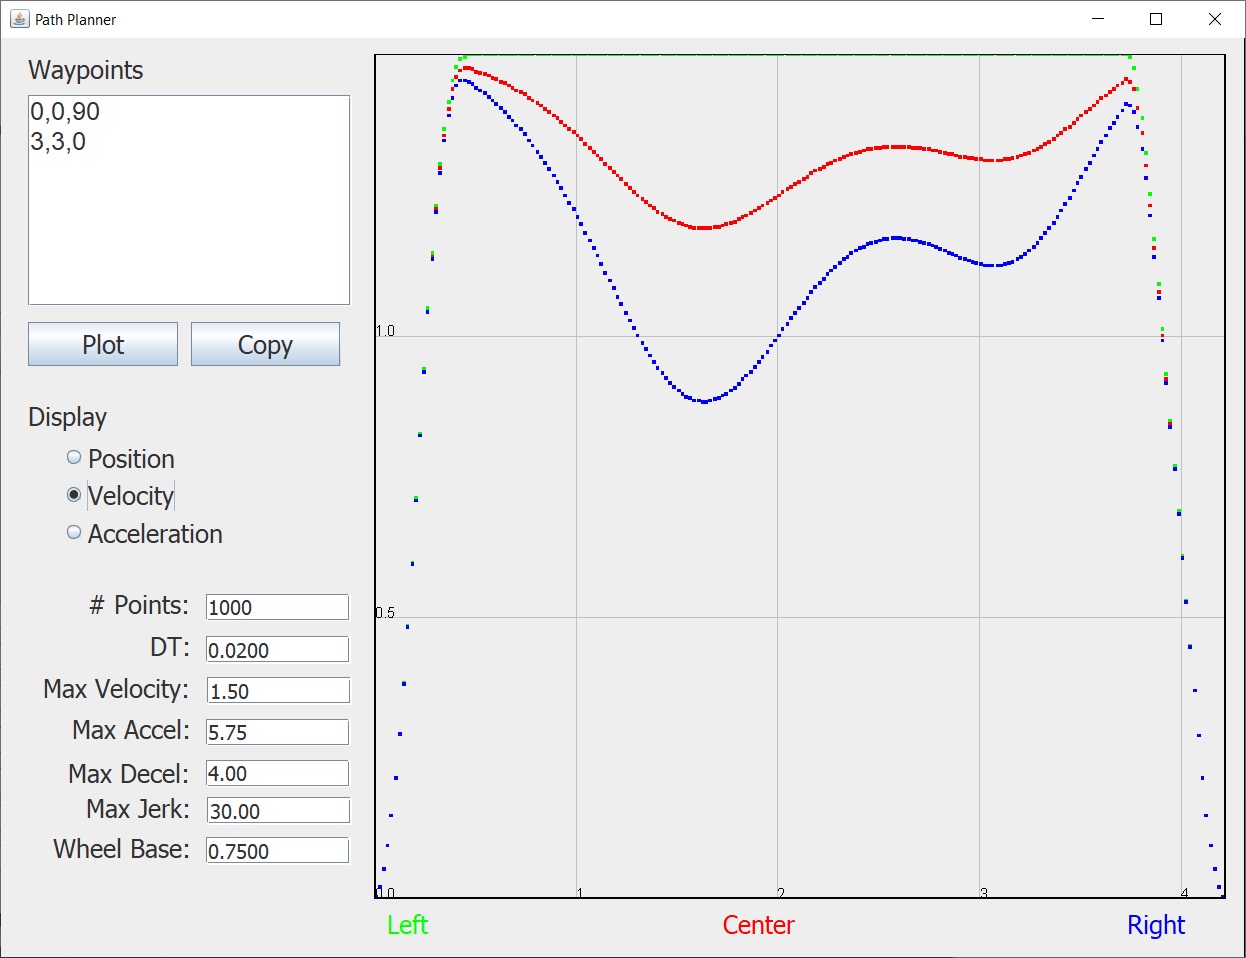 Path Planner
Waypoints
0,0,90
3,3,0
Plot
Copy
Display
Position
Velocity
Acceleration
# Points: 1000
DT: 0.0200
Max Velocity: 1.50
Max Accel: 5.75
Max Decel: 4.00
Max Jerk: 30.00
Wheel Base: 0.7500
1.0
0.5
0.0
1
2
3
4
Left
Center
Right